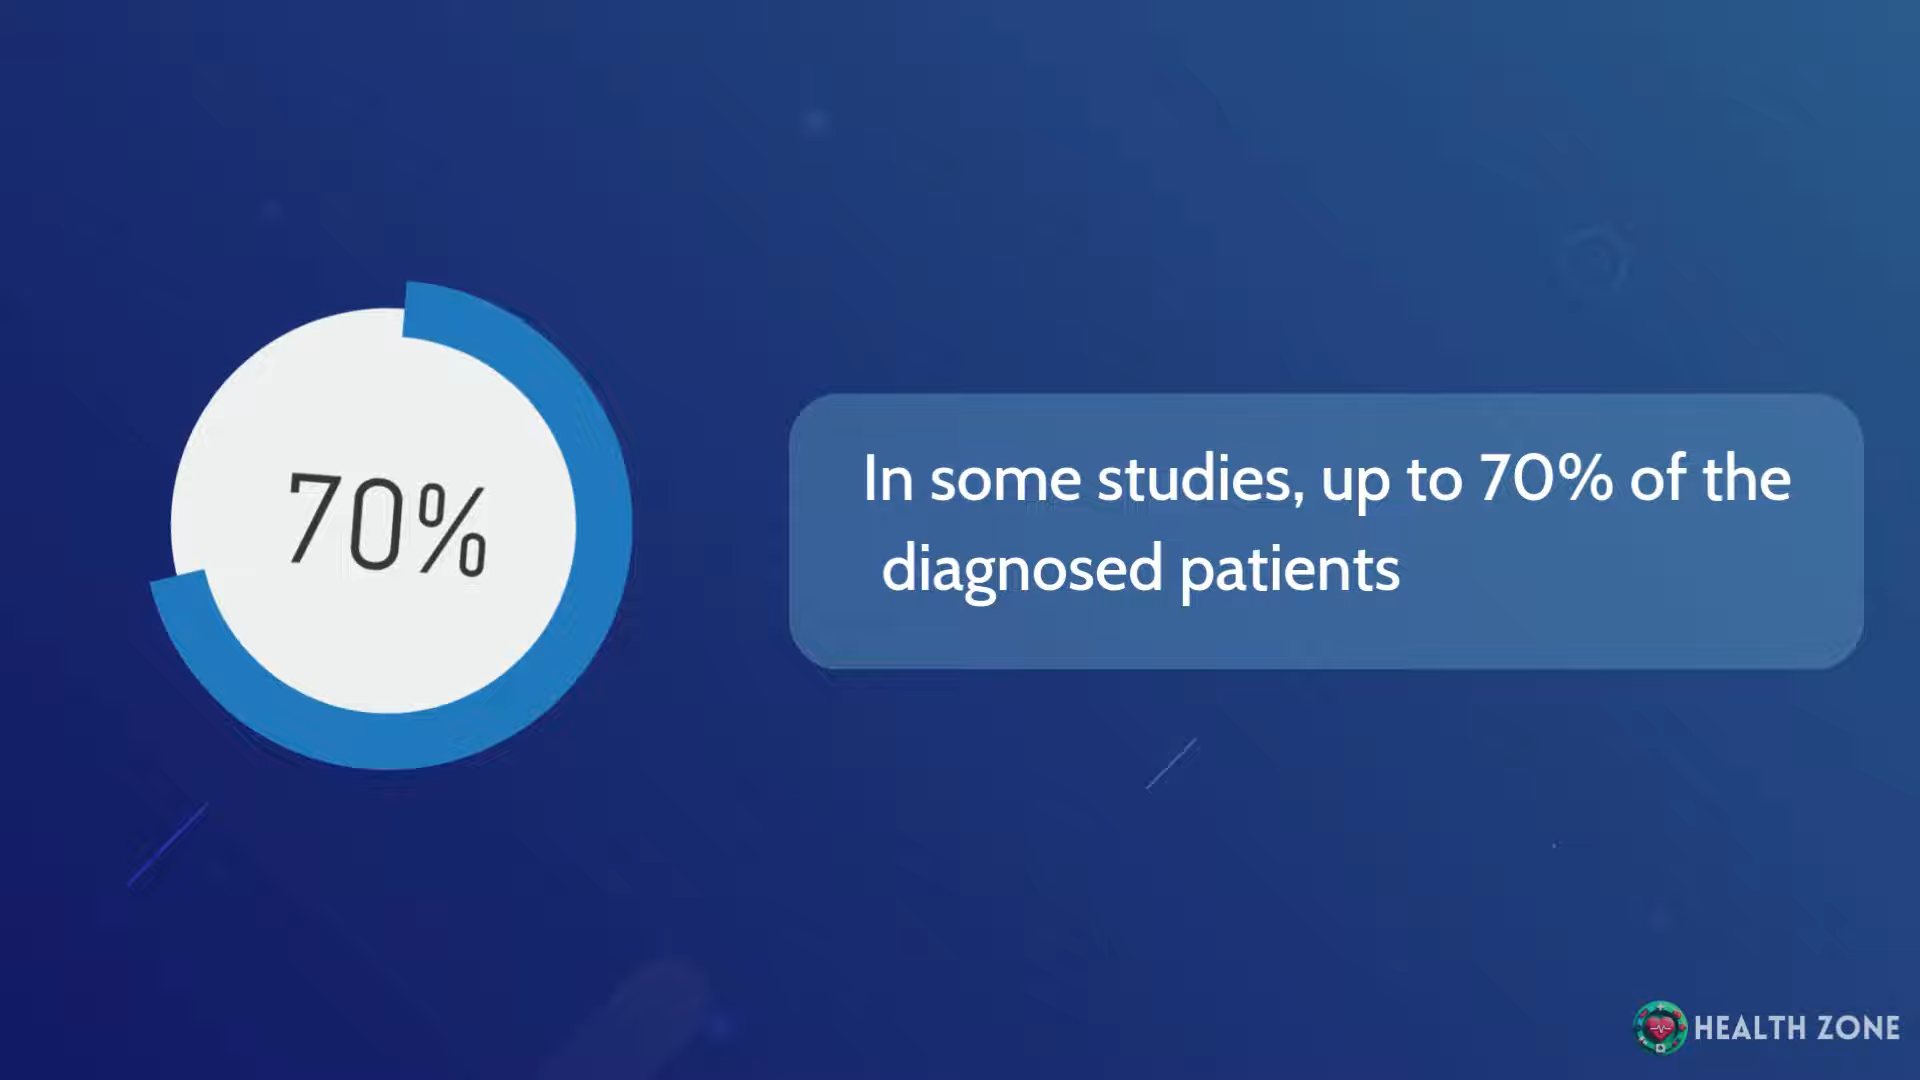 70%
In some studies, up to 70% of the
diagnosed patients
HEALTH ZONE